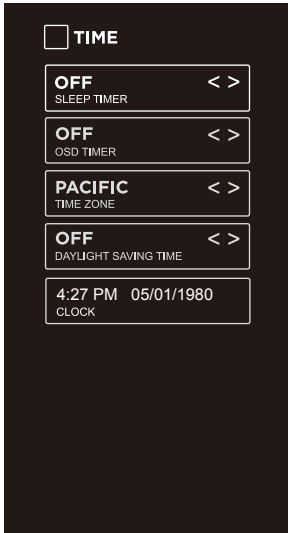 TIME
OFF < >
SLEEP TIMER
OFF < >
OSD TIMER
PACIFIC < >
TIME ZONE
OFF < >
DAYLIGHT SAVING TIME
4:27 PM 05/01/1980
CLOCK